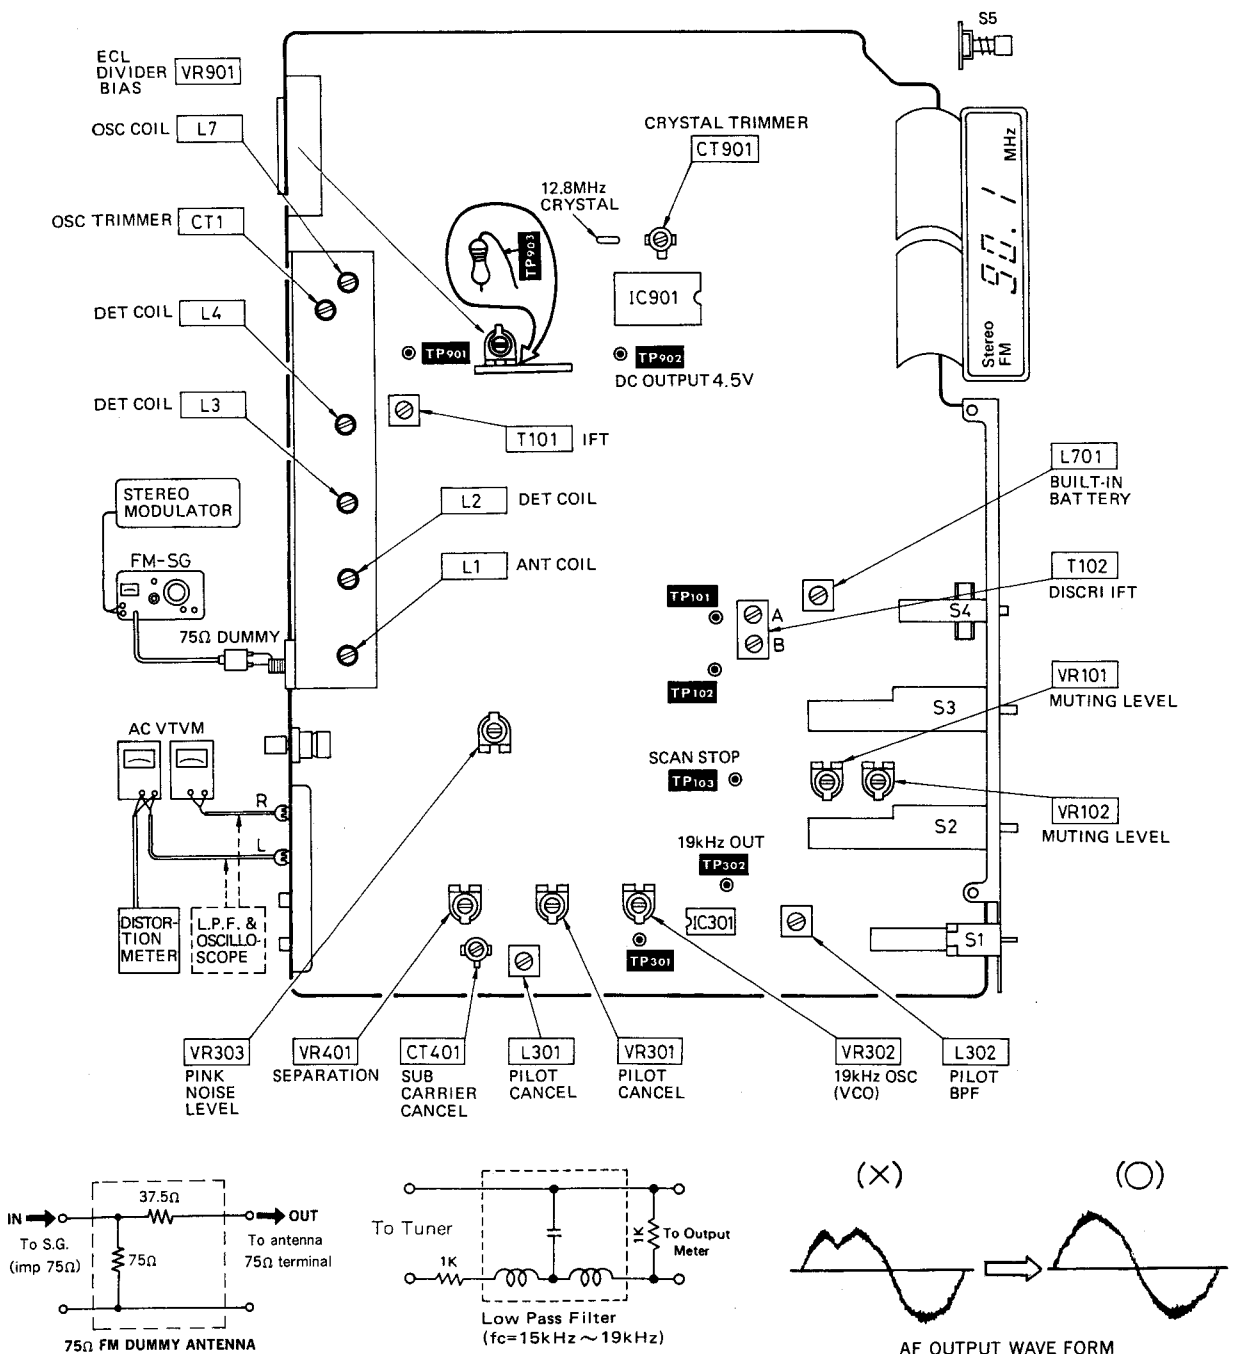 S5
ECL
DIVIDER
BIAS
VR901
OSC COIL L7
CRYSTAL TRIMMER
CT901
12.8MHz
CRYSTAL
OSC TRIMMER CT1
TP903
IC901
Stereo
FM
90.1
MHz
DET COIL L4
TP901
TP902
DC OUTPUT 4.5V
DET COIL L3
T101 IFT
L701
BUILT-IN
BATTERY
STEREO
MODULATOR
L2 DET COIL
FM-SG
L1 ANT COIL
T102
DISCRI IFT
TP101
A
B
S4
75Ω DUMMY
TP102
VR101
MUTING LEVEL
S3
AC VTVM
SCAN STOP
TP103
R
VR102
MUTING LEVEL
S2
L
19kHz OUT
TP302
DISTOR-
TION
METER
L.P.F. &
OSCILLO-
SCOPE
IC301
TP301
S1
VR303
PINK
NOISE
LEVEL
VR401
SEPARATION
CT401
SUB
CARRIER
CANCEL
L301
PILOT
CANCEL
VR301
PILOT
CANCEL
VR302
19kHz OSC
(VCO)
L302
PILOT
BPF
37.5Ω
IN
OUT
To S.G.
(imp 75Ω)
75Ω
To antenna
75Ω terminal
75Ω FM DUMMY ANTENNA
To Tuner
1K
1K
To Output
Meter
Low Pass Filter
(fc=15kHz ～ 19kHz)
(×)
(○)
AF OUTPUT WAVE FORM